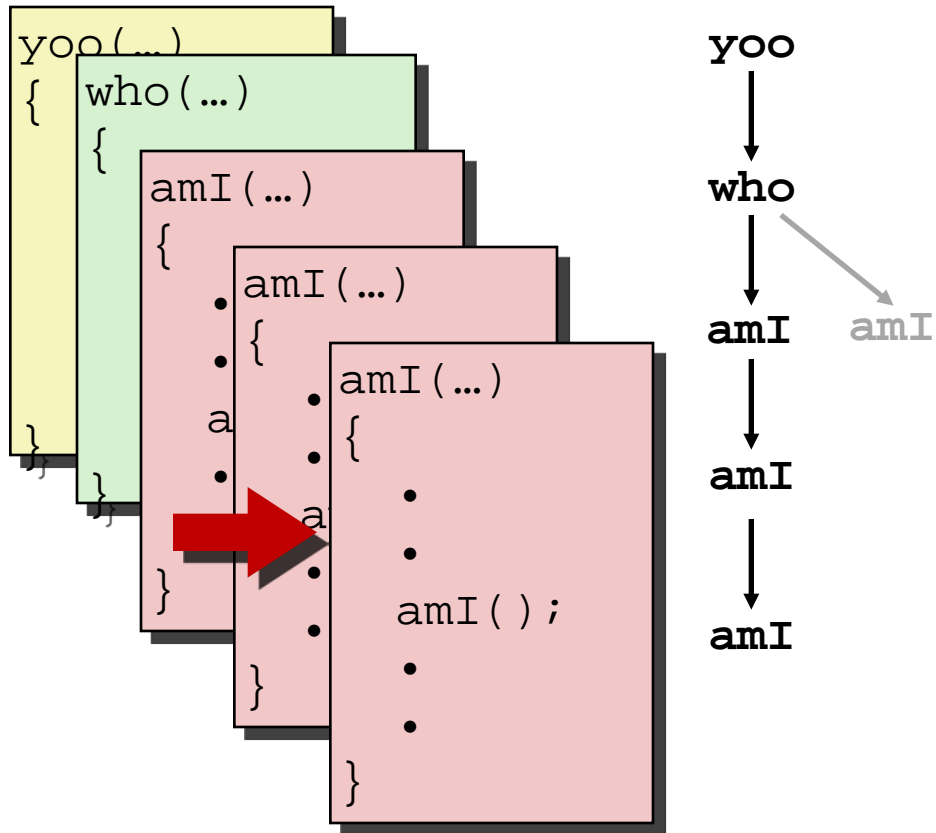 yoo(…)
{
}
}
who(…)
{
}
}
amI(…)
{
•
•
a
•
}
amI(…)
{
•
•
a
•
•
}
amI(…)
{
•
•
amI();
•
•
}
yoo
who
amI amI
amI
amI